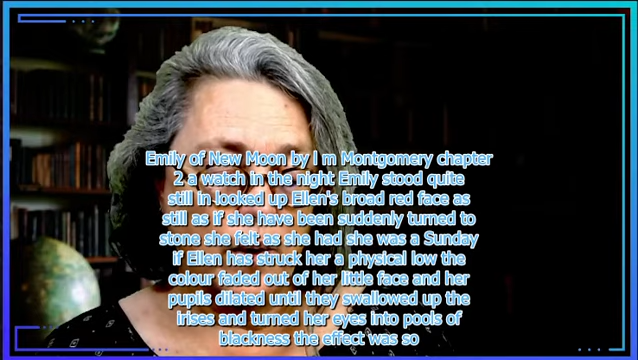 Emily of New Moon by l m Montgomery chapter
2 a watch in the night Emily stood quite
still in looked up Ellen's broad red face as
still as if she have been suddenly turned to
stone she felt as she had she was a Sunday
if Ellen has struck her a physical low the
colour faded out of her little face and her
pupils dilated until they swallowed up the
irises and turned her eyes into pools of
blackness the effect was so